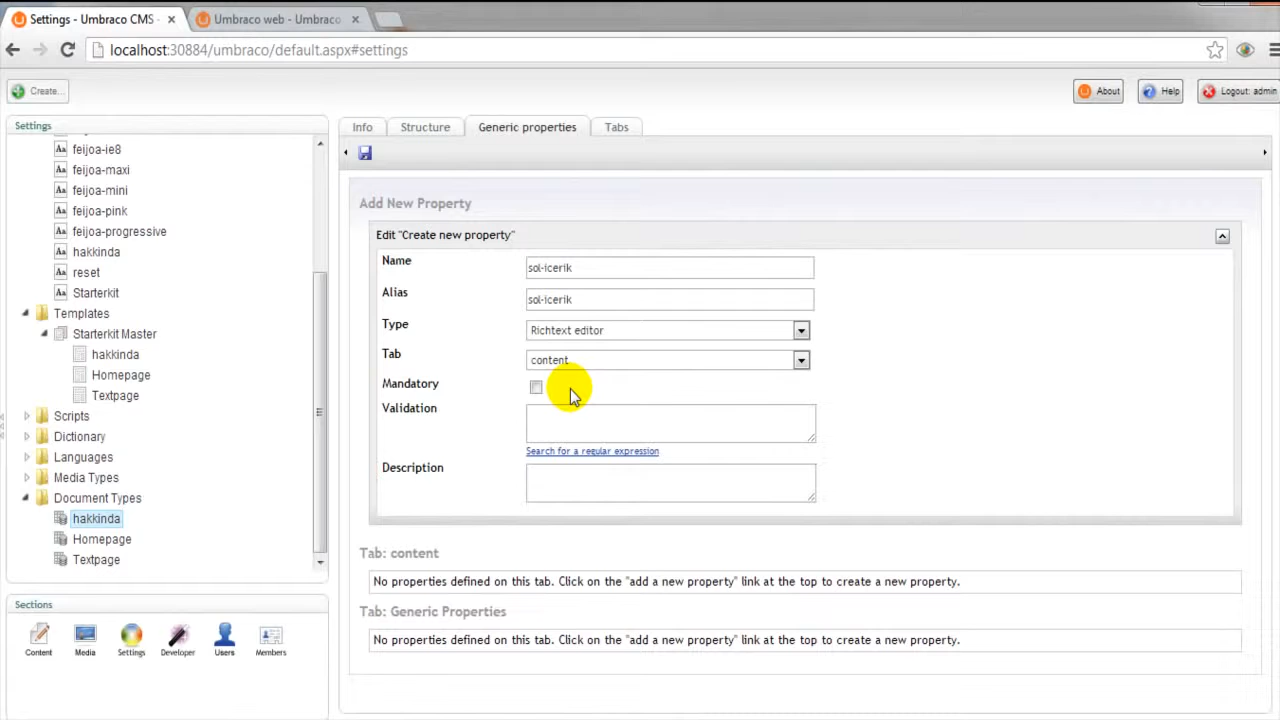 Settings - Umbraco CMS -
Umbraco web - Umbraco
localhost:30884/umbraco/default.aspx#settings
Create...
About
Help
Logout: admin
Settings
feijoa-ie8
feijoa-maxi
feijoa-mini
feijoa-pink
feijoa-progressive
hakkinda
reset
Starterkit
Templates
Starterkit Master
hakkinda
Homepage
Textpage
Scripts
Dictionary
Languages
Media Types
Document Types
hakkinda
Homepage
Textpage
Sections
Content
Media
Settings
Developer
Users
Members
Info
Structure
Generic properties
Tabs
Add New Property
Edit "Create new property"
Name
sol-icerik
Alias
sol-icerik
Type
Richtext editor
Tab
content
Mandatory
Validation
Search for a regular expression
Description
Tab: content
No properties defined on this tab. Click on the "add a new property" link at the top to create a new property.
Tab: Generic Properties
No properties defined on this tab. Click on the "add a new property" link at the top to create a new property.